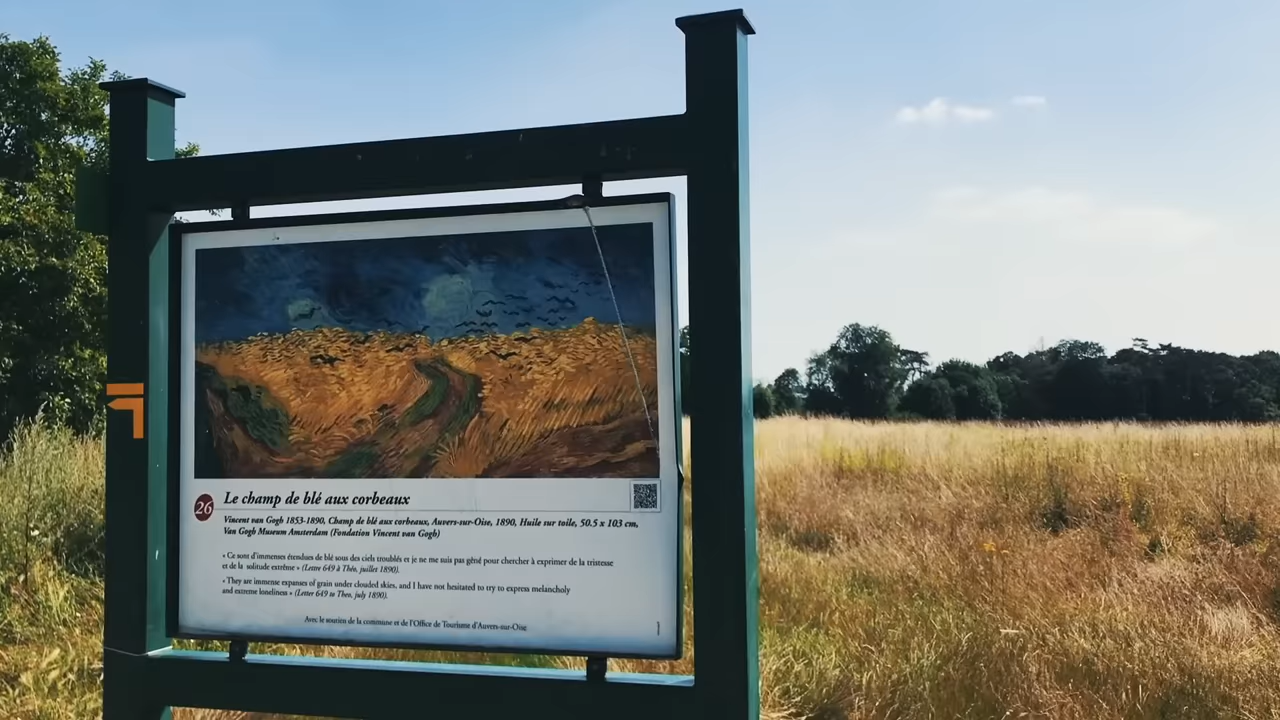 26
Le champ de blé aux corbeaux
Vincent van Gogh 1853-1890, Champ de blé aux corbeaux, Auvers-sur-Oise, 1890, Huile sur toile, 50.5 x 103 cm,
Van Gogh Museum Amsterdam (Fondation Vincent van Gogh)
« Ce sont d'immenses étendues de blé sous des ciels troublés et je ne me suis pas gêné pour chercher à exprimer de la tristesse
et de la solitude extrême » (Lettre 649 à Théo, juillet 1890).
« They are immense expanses of grain under clouded skies, and I have not hesitated to try to express melancholy
and extreme loneliness » (Letter 649 to Theo, july 1890).
Avec le soutien de la commune et de l'Office de Tourisme d'Auvers-sur-Oise